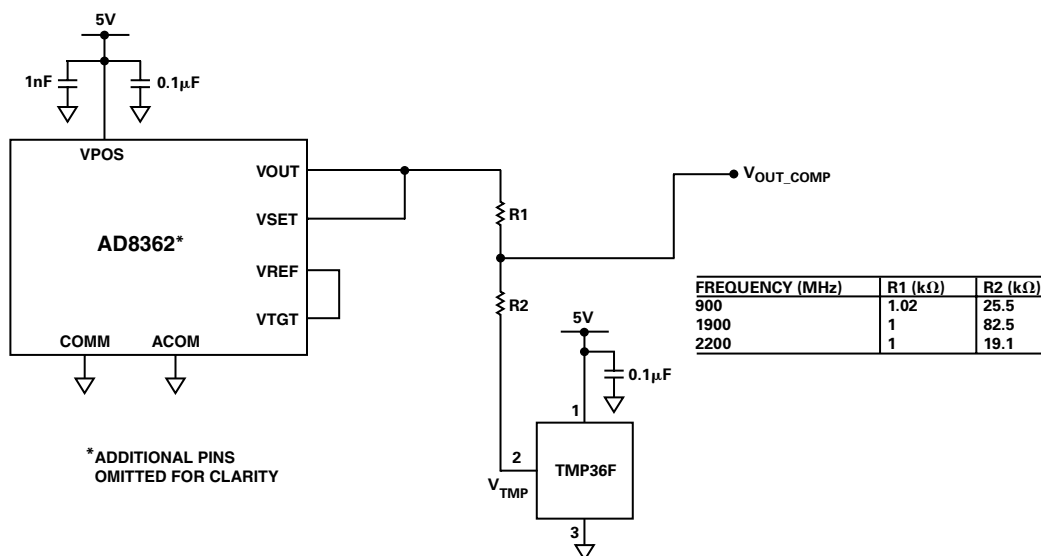 5V
1nF
0.1μF
VPOS
VOUT
VSET
AD8362*
VREF
VTGT
COMM
ACOM
R1
R2
VOUT_COMP
FREQUENCY (MHz) R1 (kΩ) R2 (kΩ)
900 1.02 25.5
1900 1 82.5
2200 1 19.1
5V
0.1μF
1
2
TMP36F
VTMP
3
*ADDITIONAL PINS
OMITTED FOR CLARITY